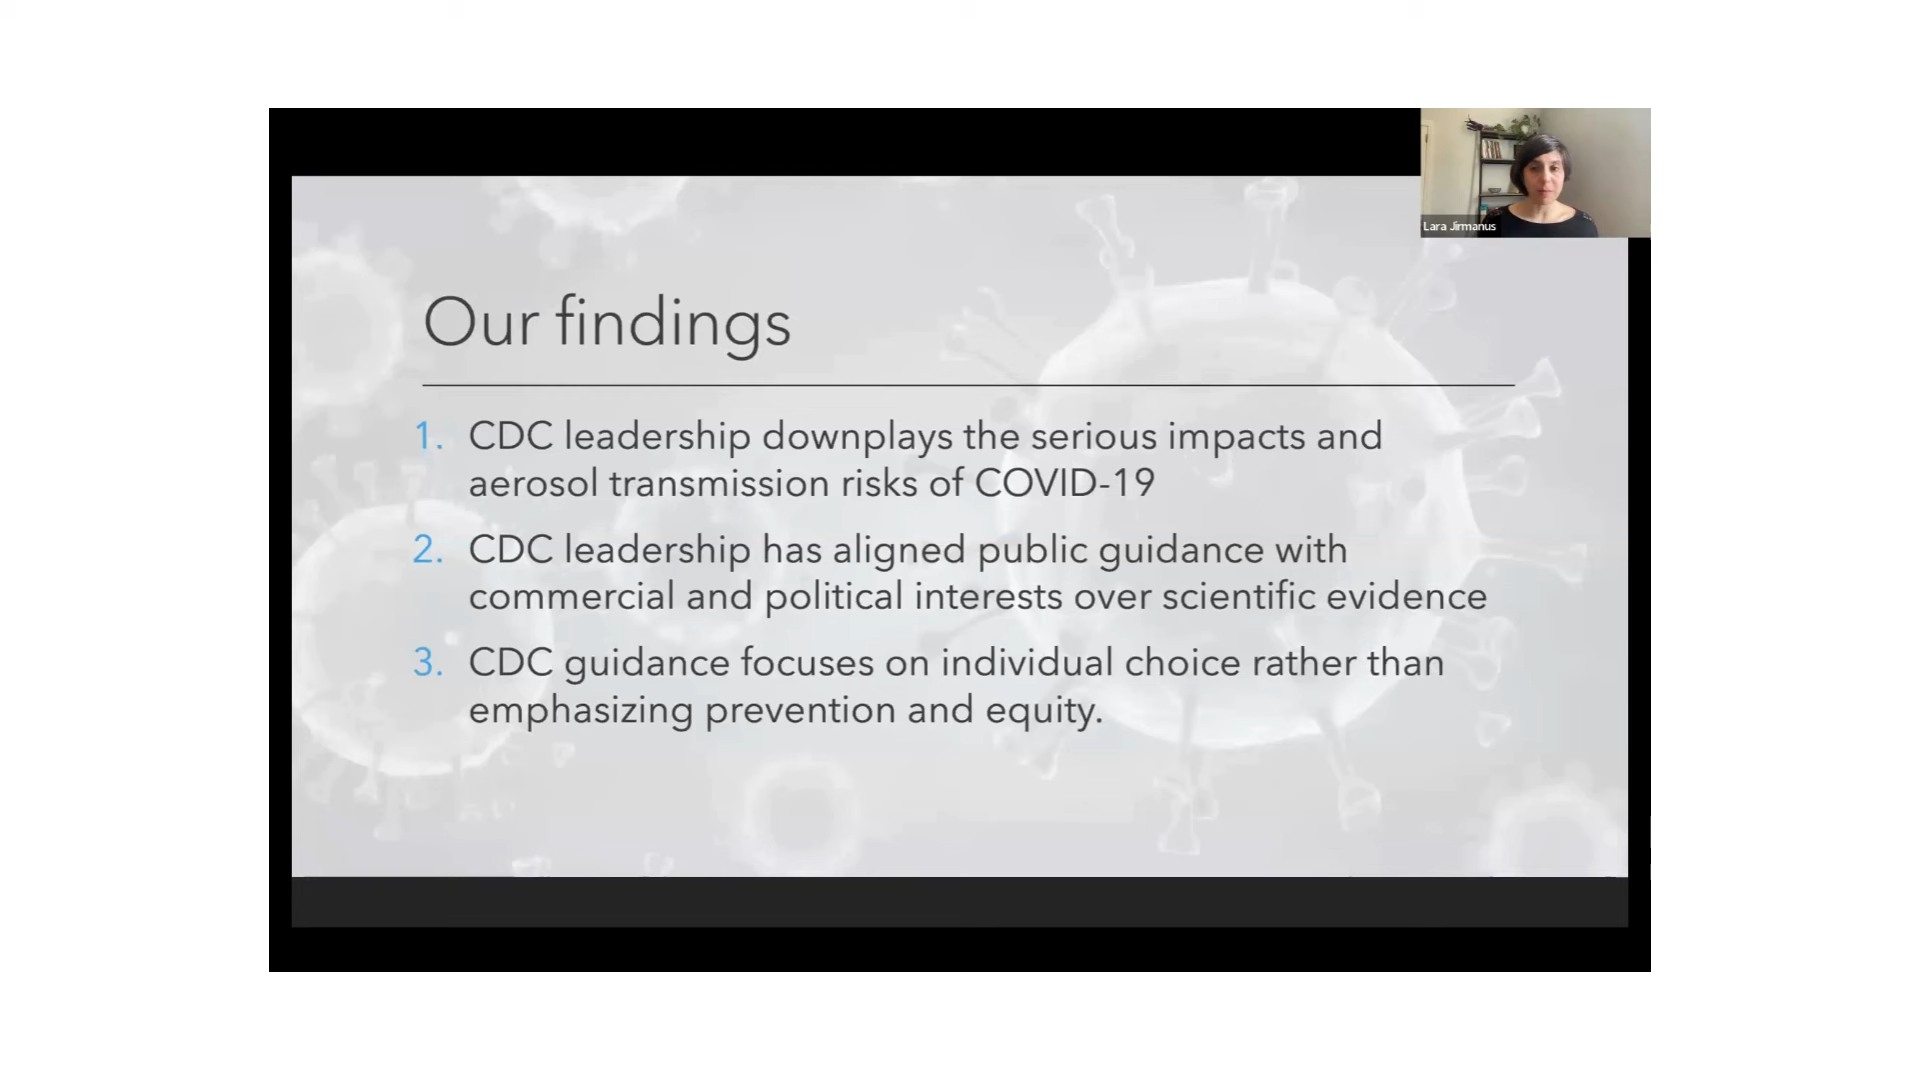 Lara Jirmanus
Our findings
1. CDC leadership downplays the serious impacts and
aerosol transmission risks of COVID-19
2. CDC leadership has aligned public guidance with
commercial and political interests over scientific evidence
3. CDC guidance focuses on individual choice rather than
emphasizing prevention and equity.